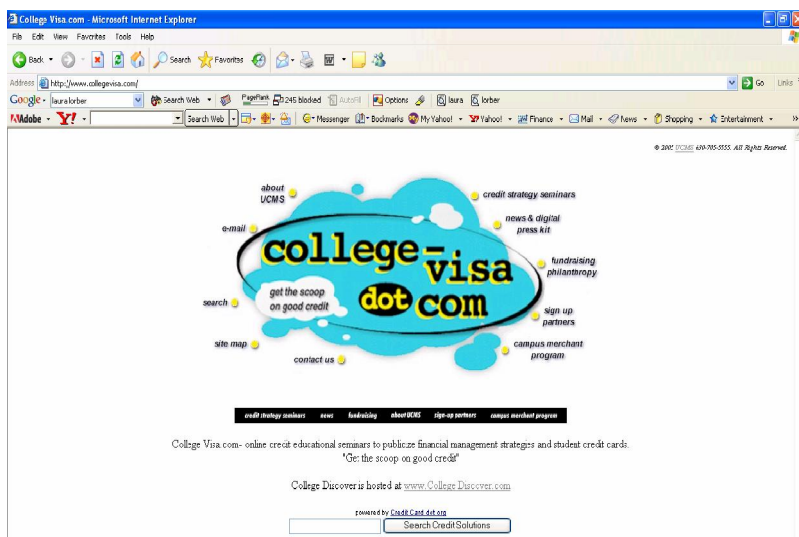 College Visa.com - Microsoft Internet Explorer
File Edit View Favorites Tools Help
Back Search Favorites
Address http://www.collegevisa.com/ Go Links
Google laura lorber Search Web PageRank 245 blocked AutoFill Options laura lorber
Adobe Y! Search Web Messenger Bookmarks My Yahoo! Yahoo! Finance Mail News Shopping Entertainment
© 2005 UCMS 630-705-5555. All Rights Reserved.
about
UCMS
credit strategy seminars
e-mail
news & digital
press kit
college-
visa
dot com
get the scoop
on good credit
fundraising
philanthropy
search
sign up
partners
site map
campus merchant
program
contact us
credit strategy seminars news fundraising about UCMS sign-up partners campus merchant program
College Visa.com- online credit educational seminars to publicze financial management strategies and student credit cards.
"Get the scoop on good credit"
College Discover is hosted at www.College Discover.com
powered by Credit Card dot org
Search Credit Solutions